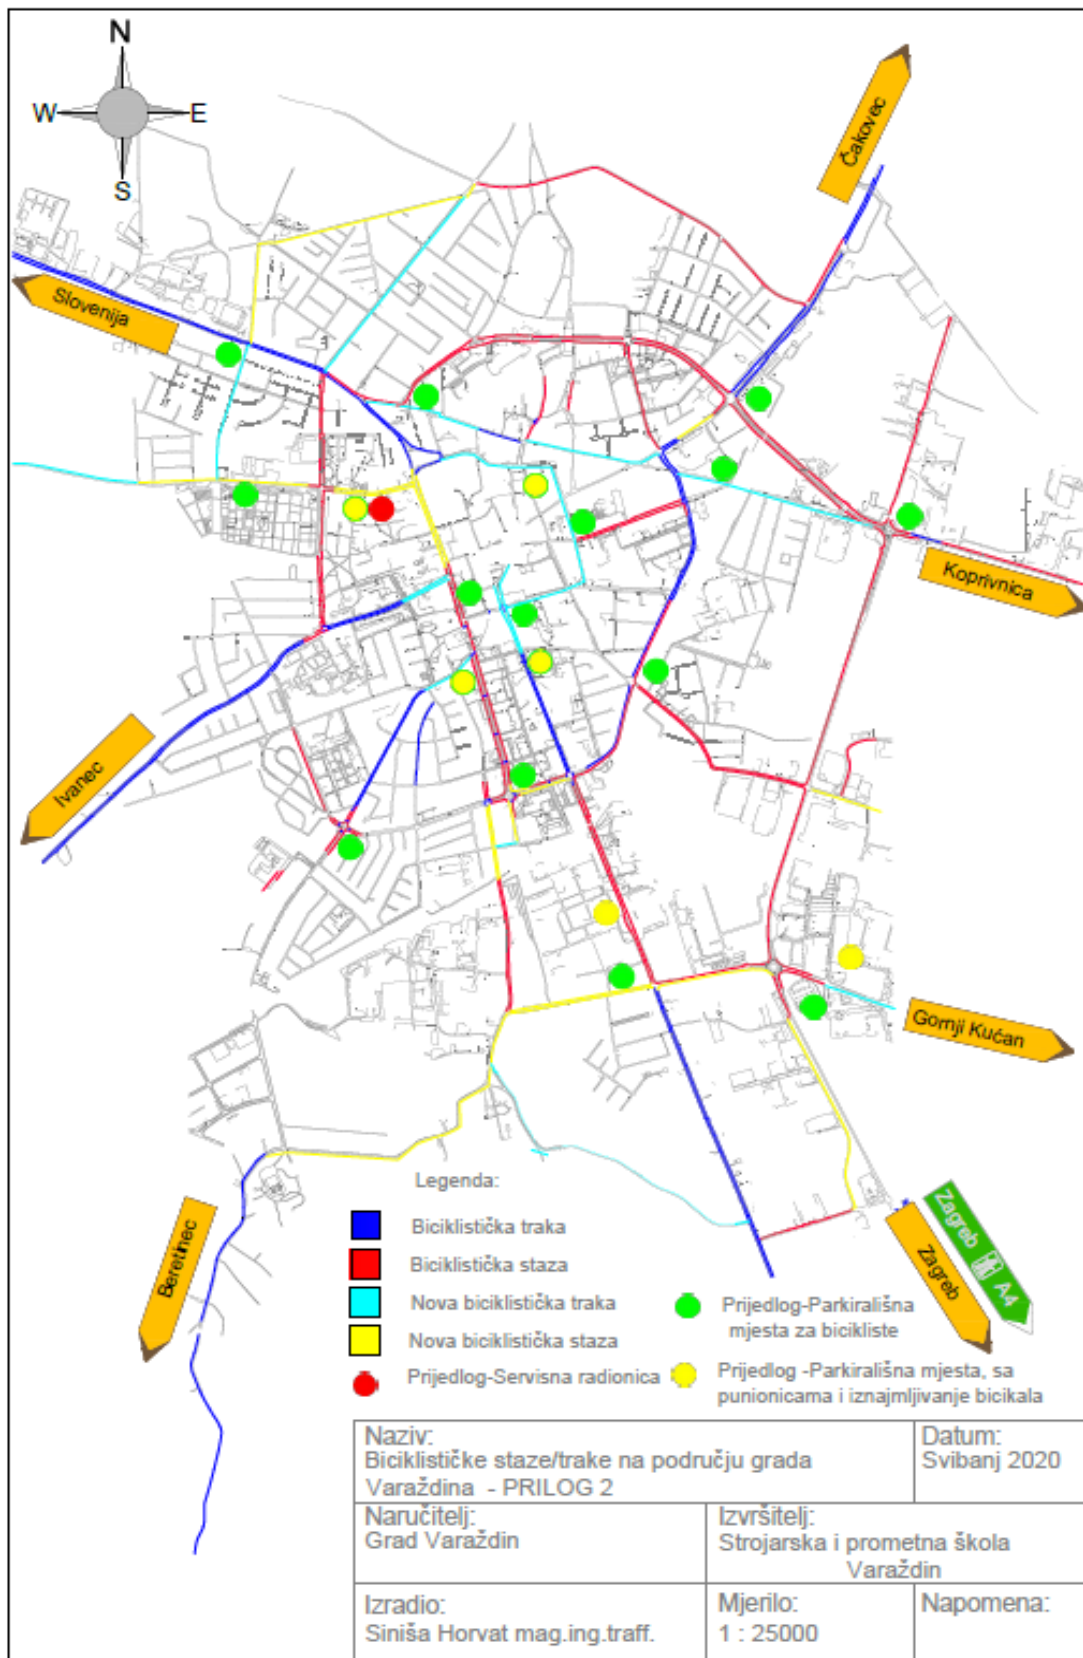 N
W
E
S
Čakovec
Slovenija
Koprivnica
Ivanec
Gornji Kućan
Beretinec
Zagreb
Zagreb A4
Legenda:
Biciklistička traka
Biciklistička staza
Nova biciklistička traka
Nova biciklistička staza
Prijedlog-Servisna radionica
Prijedlog-Parkirališna
mjesta za bicikliste
Prijedlog -Parkirališna mjesta, sa
punionicama i iznajmljivanje bicikala
Naziv:
Biciklističke staze/trake na području grada
Varaždina - PRILOG 2
Datum:
Svibanj 2020
Naručitelj:
Grad Varaždin
Izvršitelj:
Strojarska i prometna škola
Varaždin
Izradio:
Siniša Horvat mag.ing.traff.
Mjerilo:
1 : 25000
Napomena: